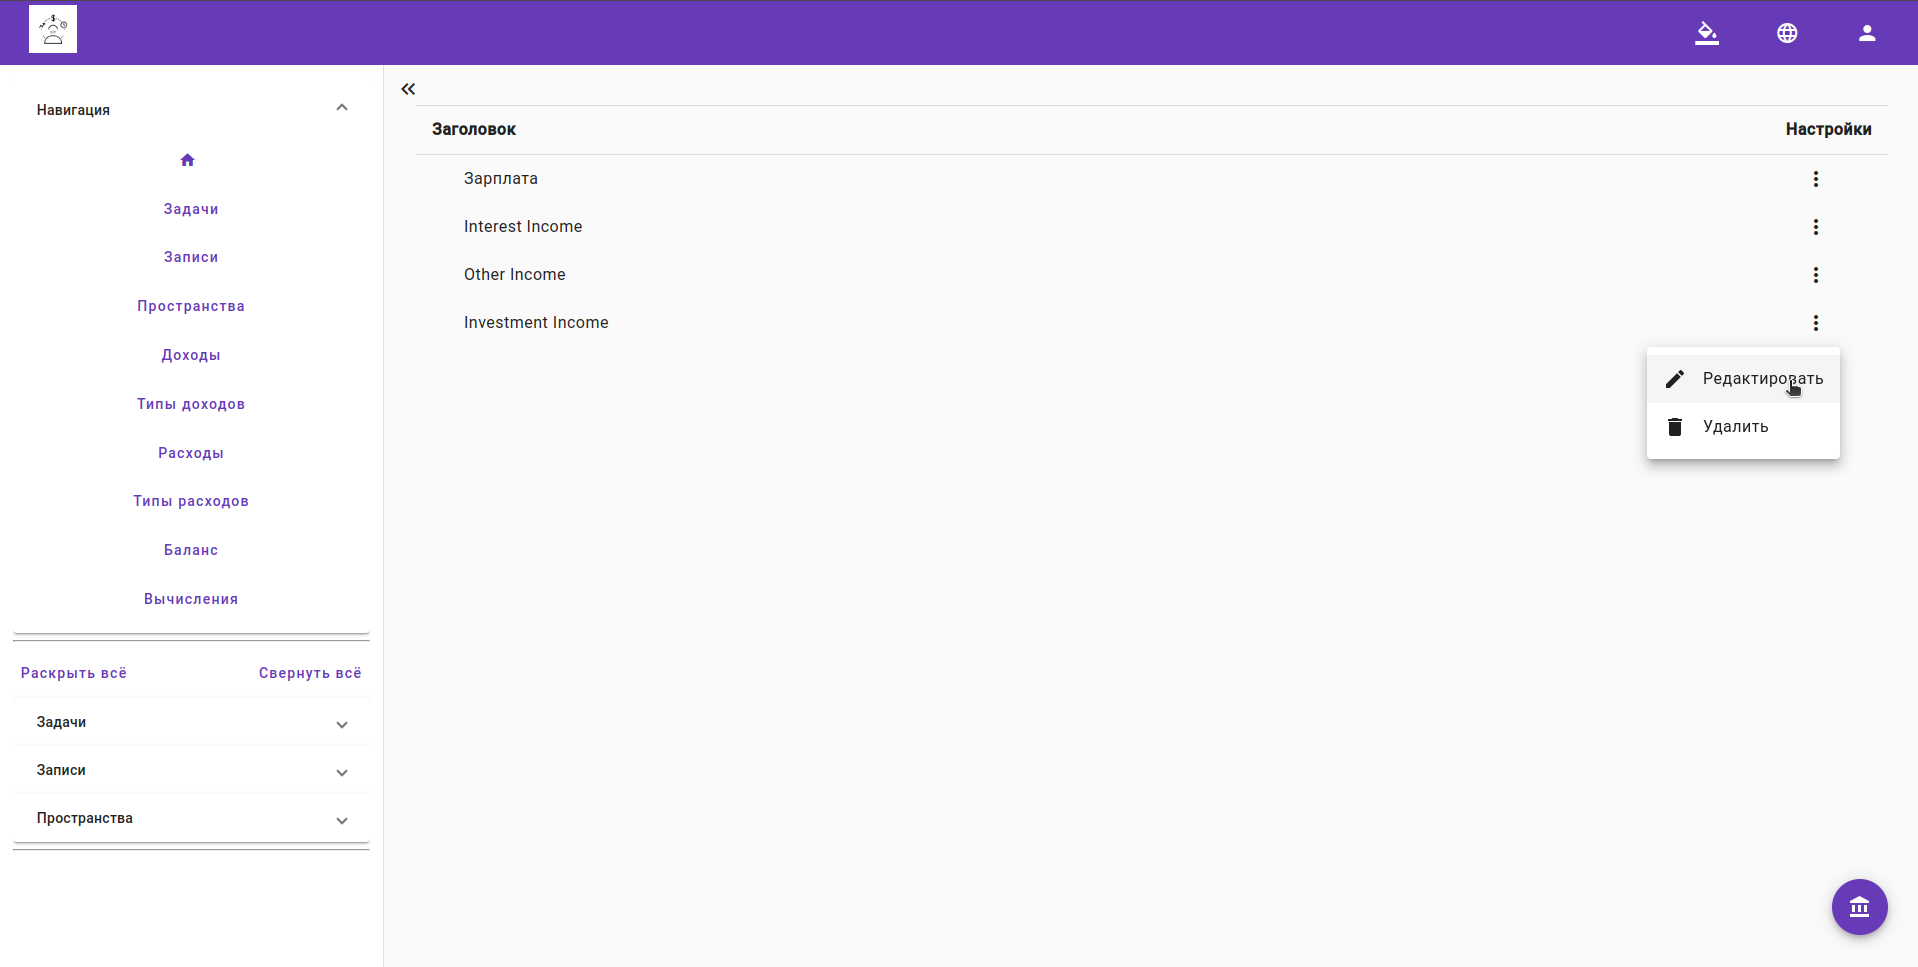 Навигация
Задачи
Записи
Пространства
Доходы
Типы доходов
Расходы
Типы расходов
Баланс
Вычисления
Раскрыть всё Свернуть всё
Задачи
Записи
Пространства
Заголовок Настройки
Зарплата
Interest Income
Other Income
Investment Income
Редактировать
Удалить